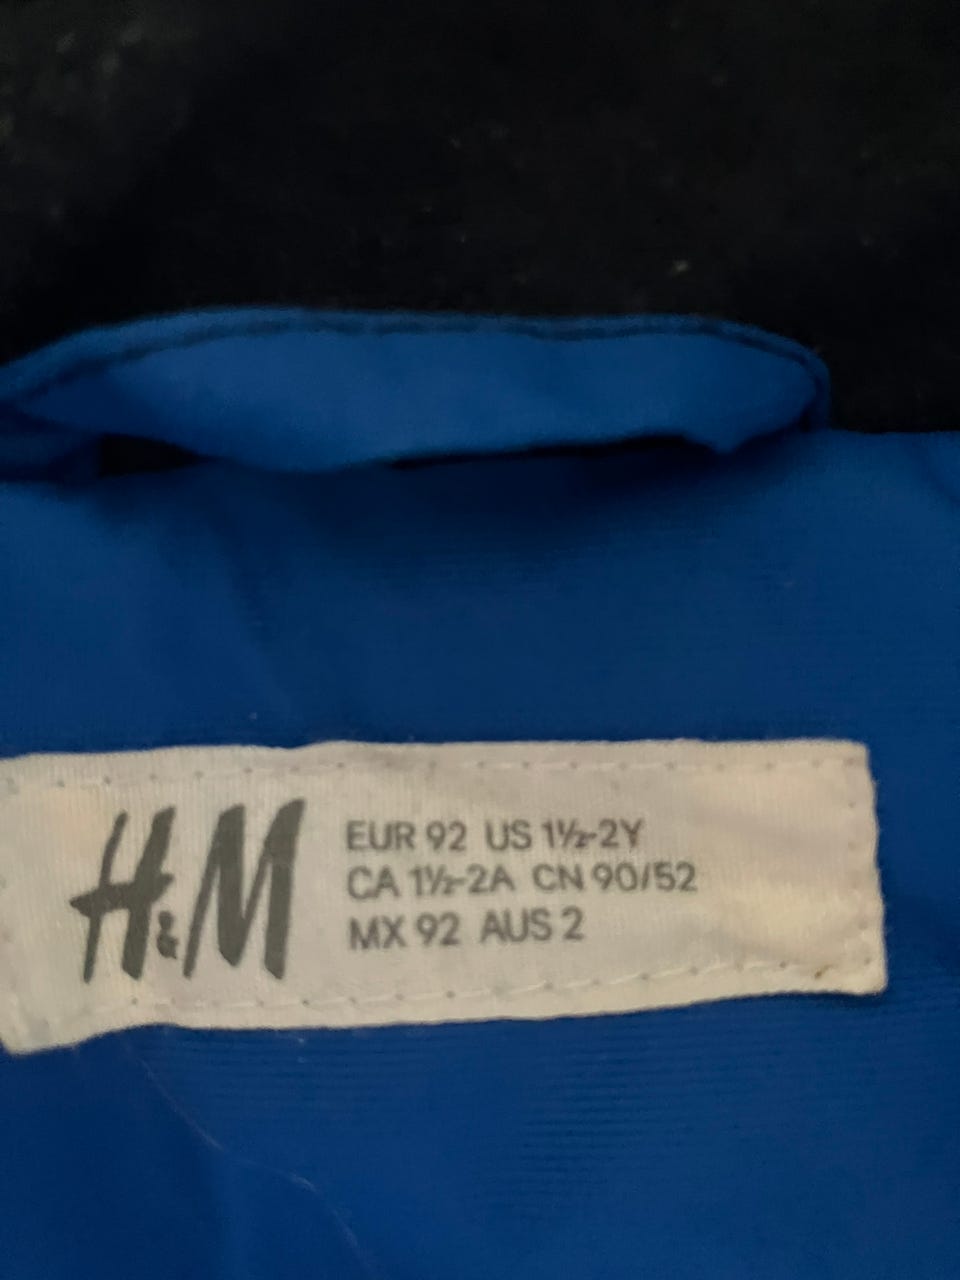 H&M
EUR 92 US 1½-2Y
CA 1½-2A CN 90/52
MX 92 AUS 2